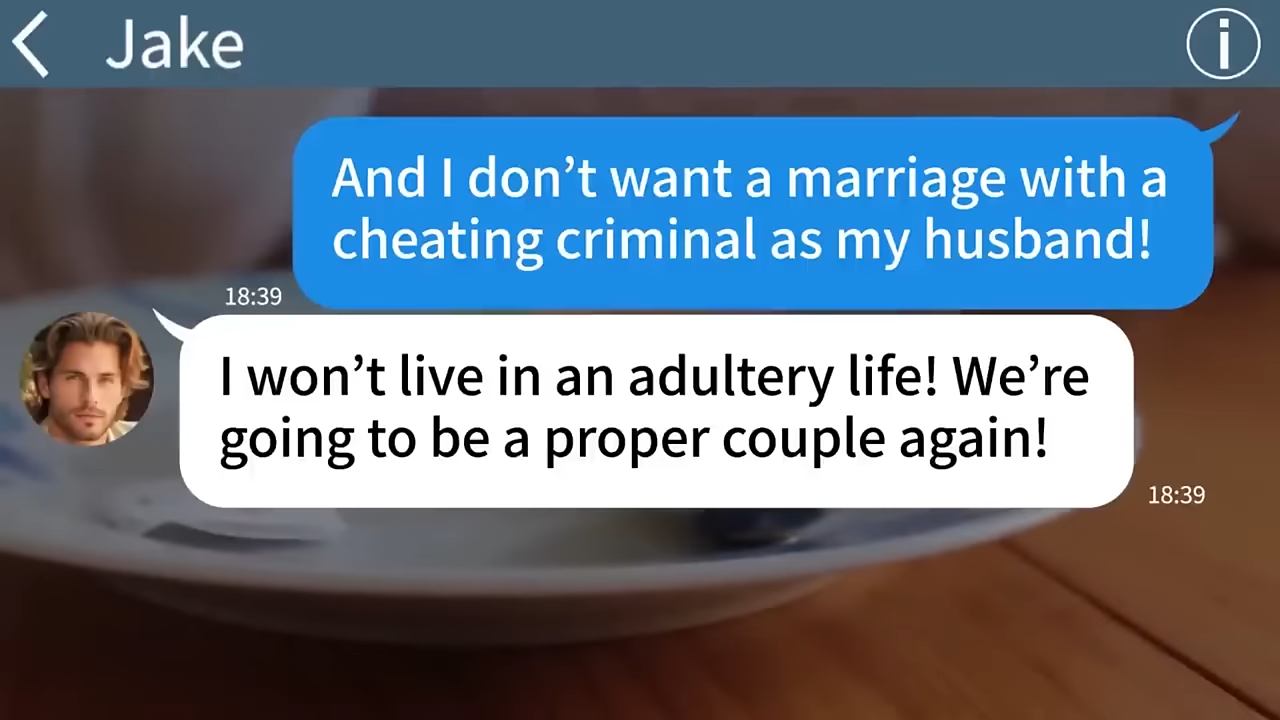 Jake
And I don’t want a marriage with a
cheating criminal as my husband!
18:39
I won’t live in an adultery life! We’re
going to be a proper couple again!
18:39